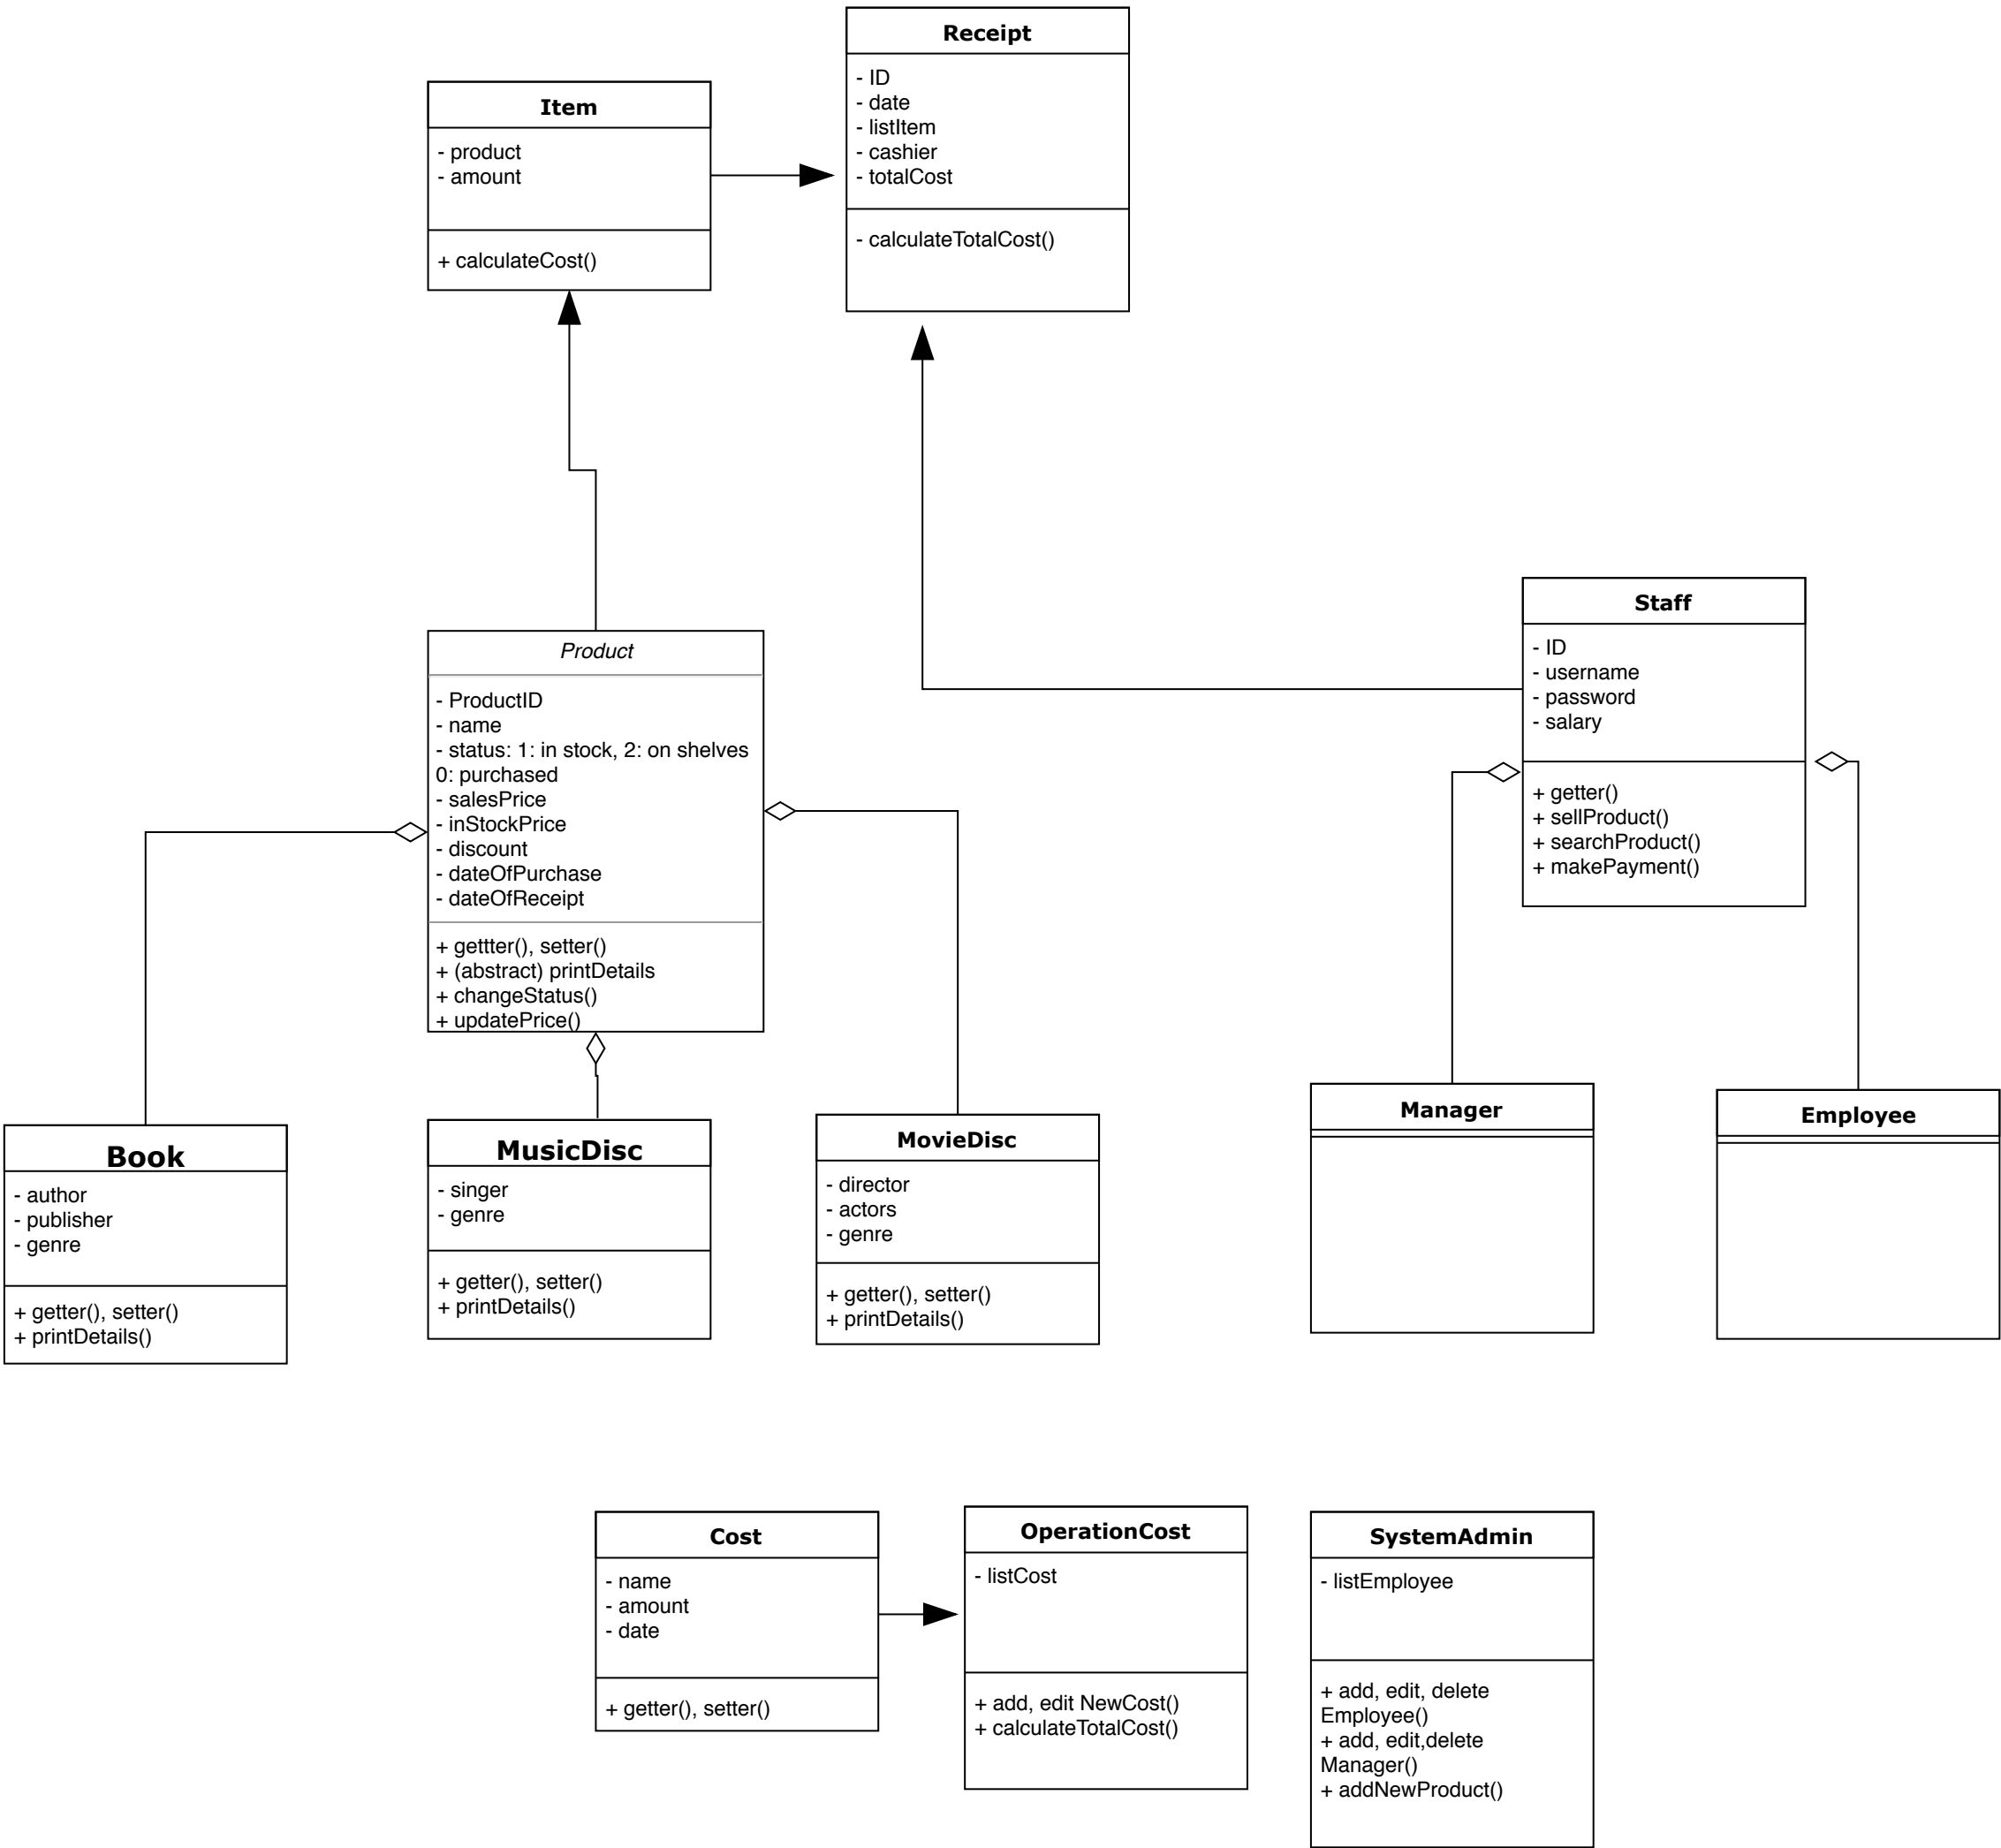 Receipt
- ID
- date
- listItem
- cashier
- totalCost
- calculateTotalCost()
Item
- product
- amount
+ calculateCost()
Staff
- ID
- username
- password
- salary
+ getter()
+ sellProduct()
+ searchProduct()
+ makePayment()
Product
- ProductID
- name
- status: 1: in stock, 2: on shelves
0: purchased
- salesPrice
- inStockPrice
- discount
- dateOfPurchase
- dateOfReceipt
+ gettter(), setter()
+ (abstract) printDetails
+ changeStatus()
+ updatePrice()
Book
- author
- publisher
- genre
+ getter(), setter()
+ printDetails()
MusicDisc
- singer
- genre
+ getter(), setter()
+ printDetails()
MovieDisc
- director
- actors
- genre
+ getter(), setter()
+ printDetails()
Manager
Employee
Cost
- name
- amount
- date
+ getter(), setter()
OperationCost
- listCost
+ add, edit NewCost()
+ calculateTotalCost()
SystemAdmin
- listEmployee
+ add, edit, delete
Employee()
+ add, edit,delete
Manager()
+ addNewProduct()